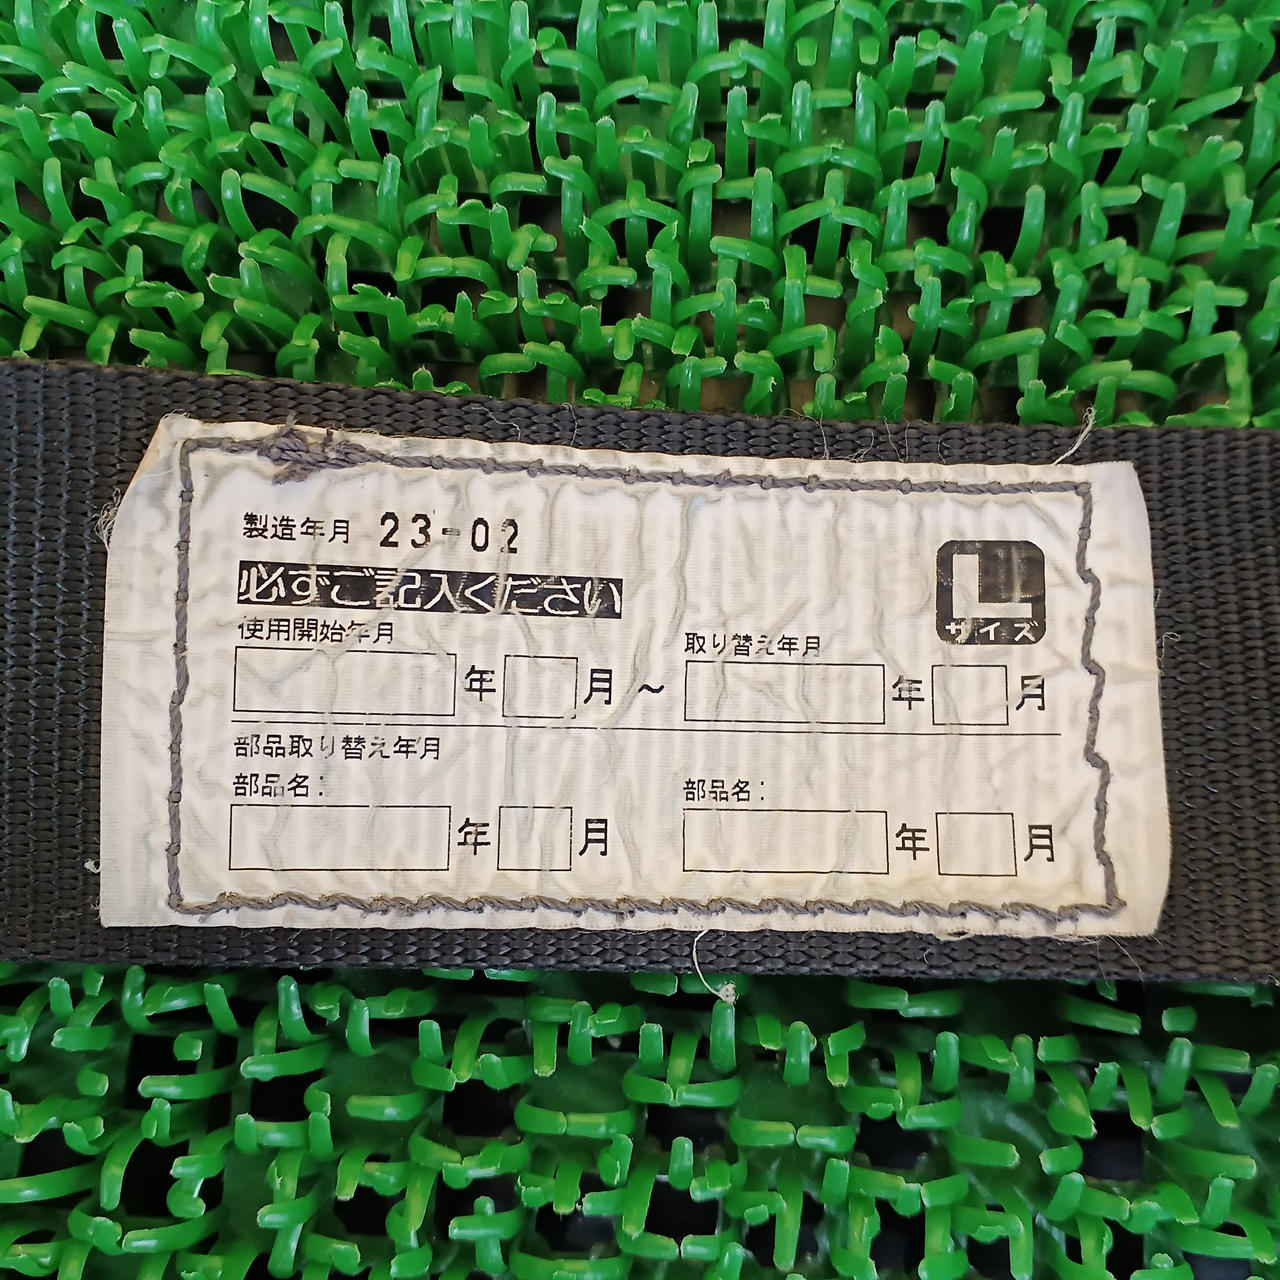 製造年月 23-02
必ずご記入ください
L
サイズ
使用開始年月
取り替え年月
年 月 ~ 年 月
部品取り替え年月
部品名: 部品名:
年 月 年 月